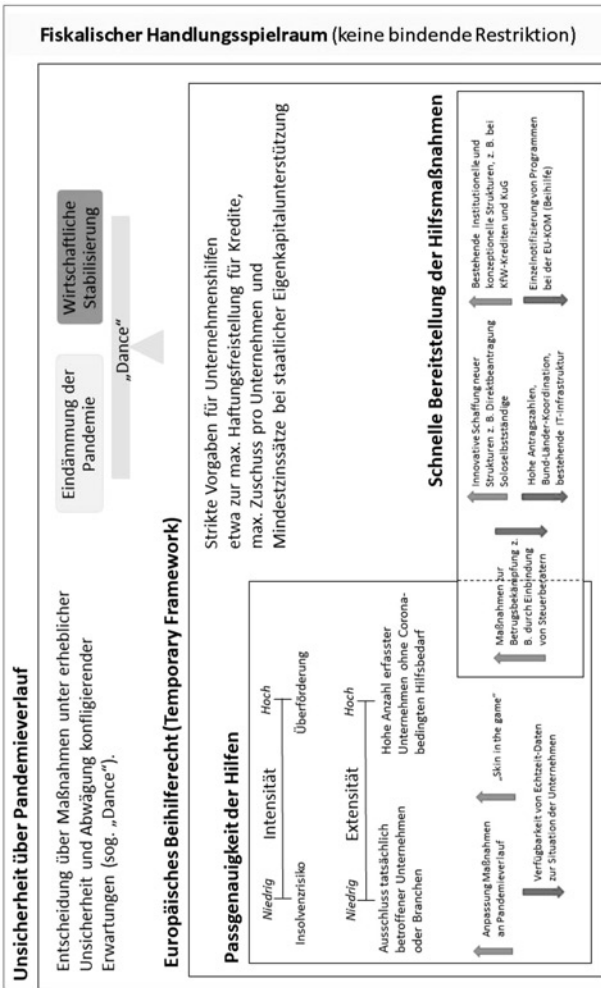 Fiskalischer Handlungsspielraum (keine bindende Restriktion)
Unsicherheit über Pandemieverlauf
Entscheidung über Maßnahmen unter erheblicher
Unsicherheit und Abwägung konfligierender
Erwartungen (sog. „Dance“).
Eindämmung der
Pandemie
Wirtschaftliche
Stabilisierung
„Dance“
Europäisches Beihilferecht (Temporary Framework)
Strikte Vorgaben für Unternehmenshilfen
etwa zur max. Haftungsfreistellung für Kredite,
max. Zuschuss pro Unternehmen und
Mindestzinssätze bei staatlicher Eigenkapitalunterstützung
Passgenauigkeit der Hilfen
Niedrig
Intensität
Hoch
Insolvenzrisiko
Überförderung
Niedrig
Extensität
Hoch
Ausschluss tatsächlich
betroffener Unternehmen
oder Branchen
Hohe Anzahl erfasster
Unternehmen ohne Corona-
bedingten Hilfsbedarf
Anpassung Maßnahmen
an Pandemieverlauf
„Skin in the game“
Verfügbarkeit von Echtzeit-Daten
zur Situation der Unternehmen
Schnelle Bereitstellung der Hilfsmaßnahmen
Maßnahmen zur
Betrugsbekämpfung z.
B. durch Einbindung
von Steuerberatern
Innovative Schaffung neuer
Strukturen z. B. Direktbeantragung
Soloselbstständige
Hohe Antragszahlen,
Bund-Länder-Koordination,
bestehende IT-Infrastruktur
Bestehende Institutionelle und
konzeptionelle Strukturen, z. B. bei
KfW-Krediten und KuG
Einzelnotifizierung von Programmen
bei der EU-KOM (Beihilfe)